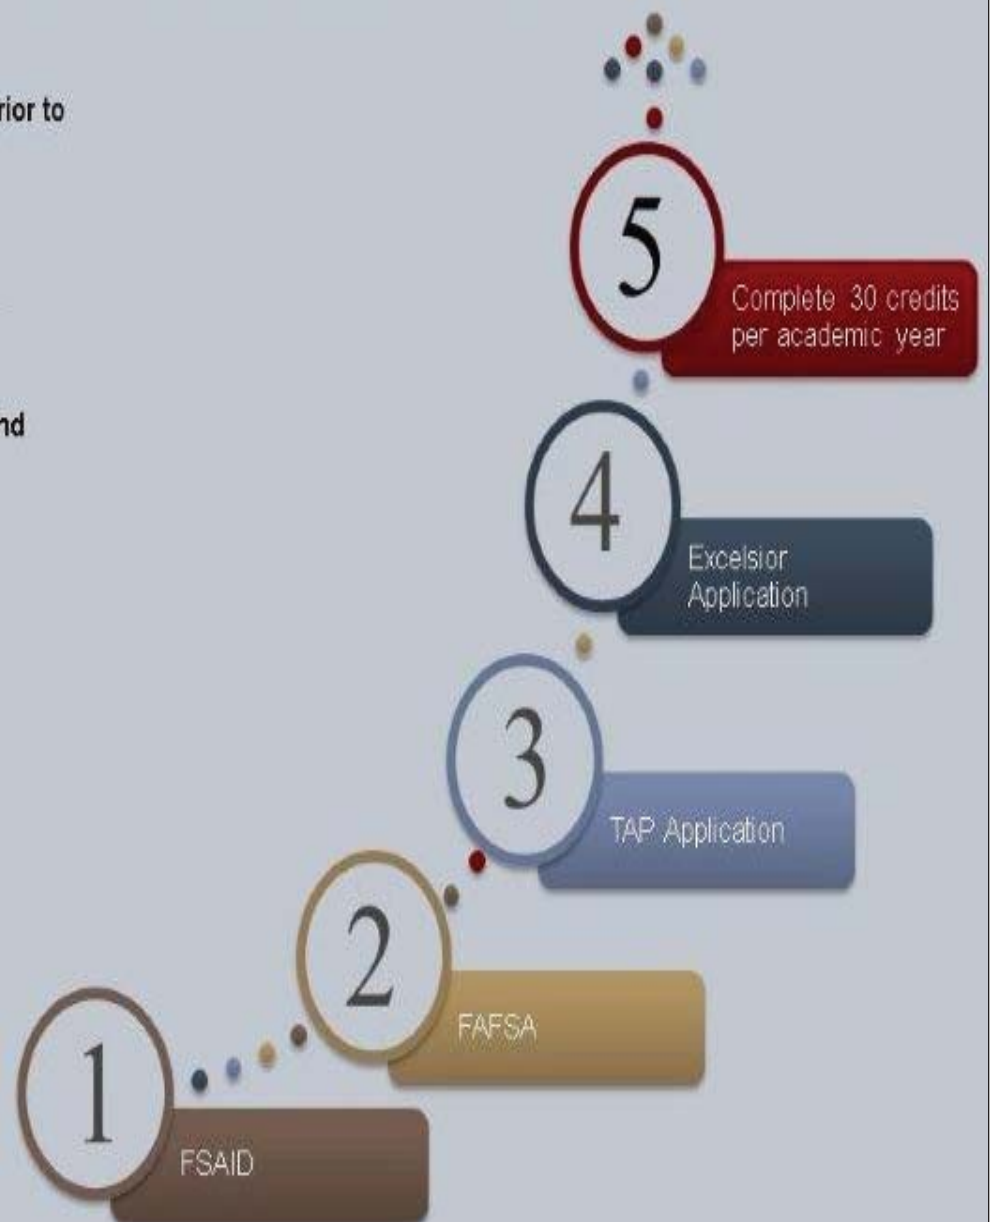 rior to
5
Complete 30 credits
per academic year
nd
4
Excelsior
Application
3
TAP Application
2
FAFSA
1
FSAID